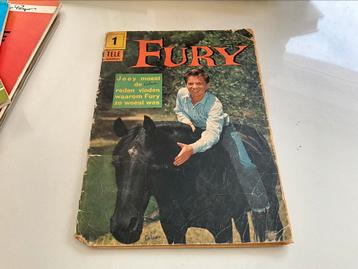 1
TELE
FURY
Joey moest
de
reden vinden
waarom Fury
zo woest was